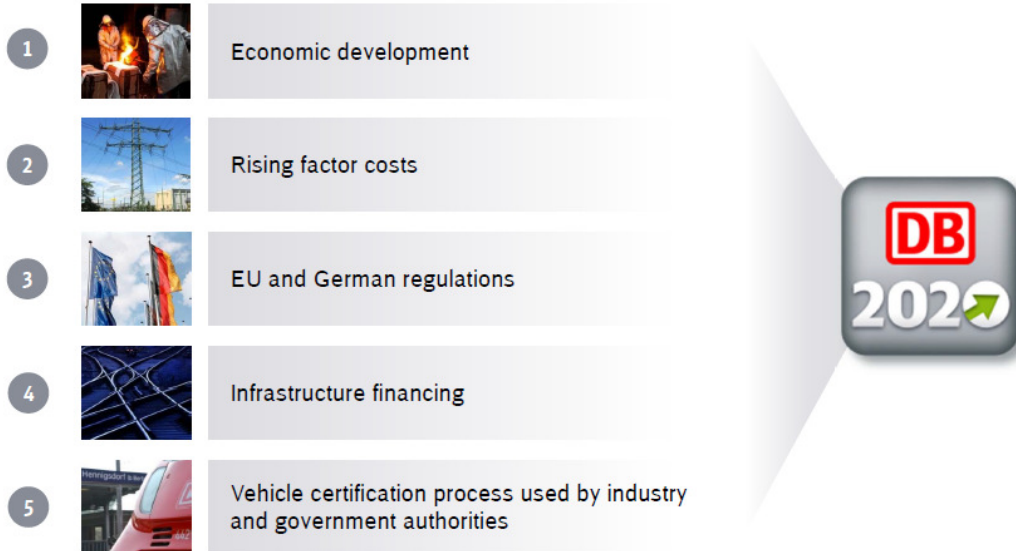 1
Economic development
2
Rising factor costs
3
EU and German regulations
4
Infrastructure financing
5
Vehicle certification process used by industry
and government authorities
DB
2020
Hennigsdorf